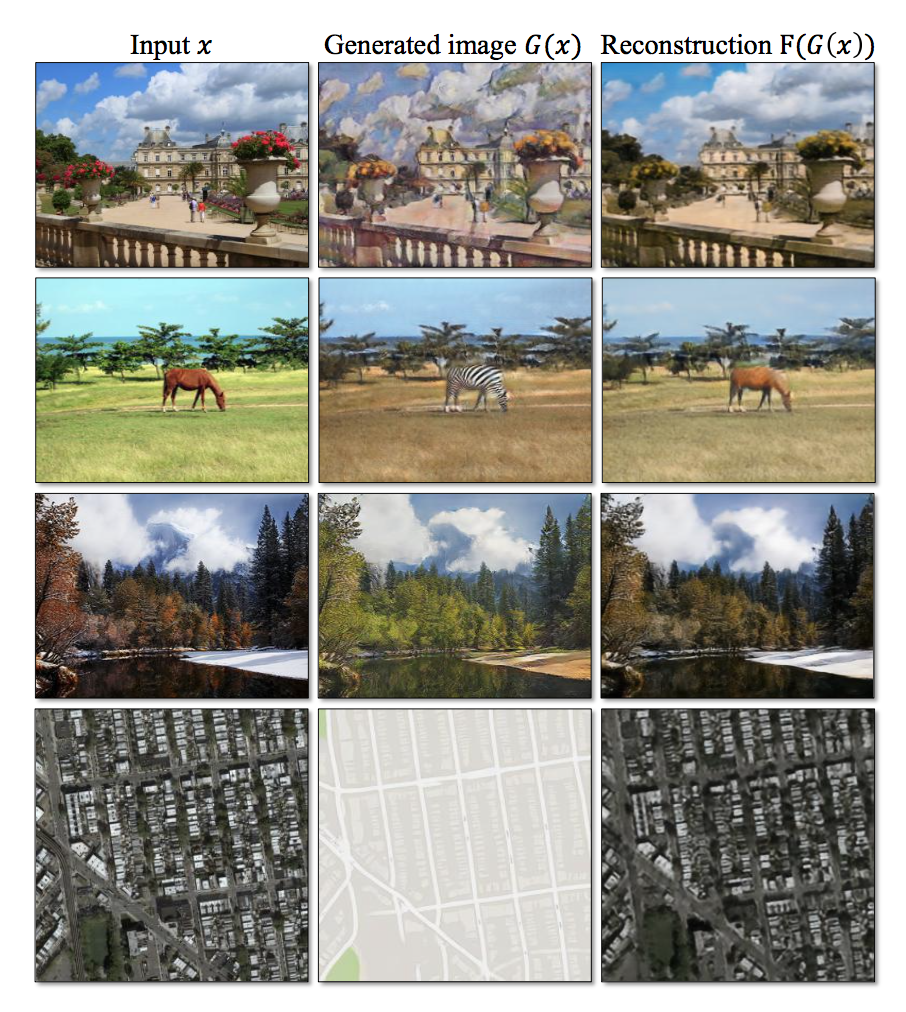 Input x
Generated image G(x)
Reconstruction F(G(x))